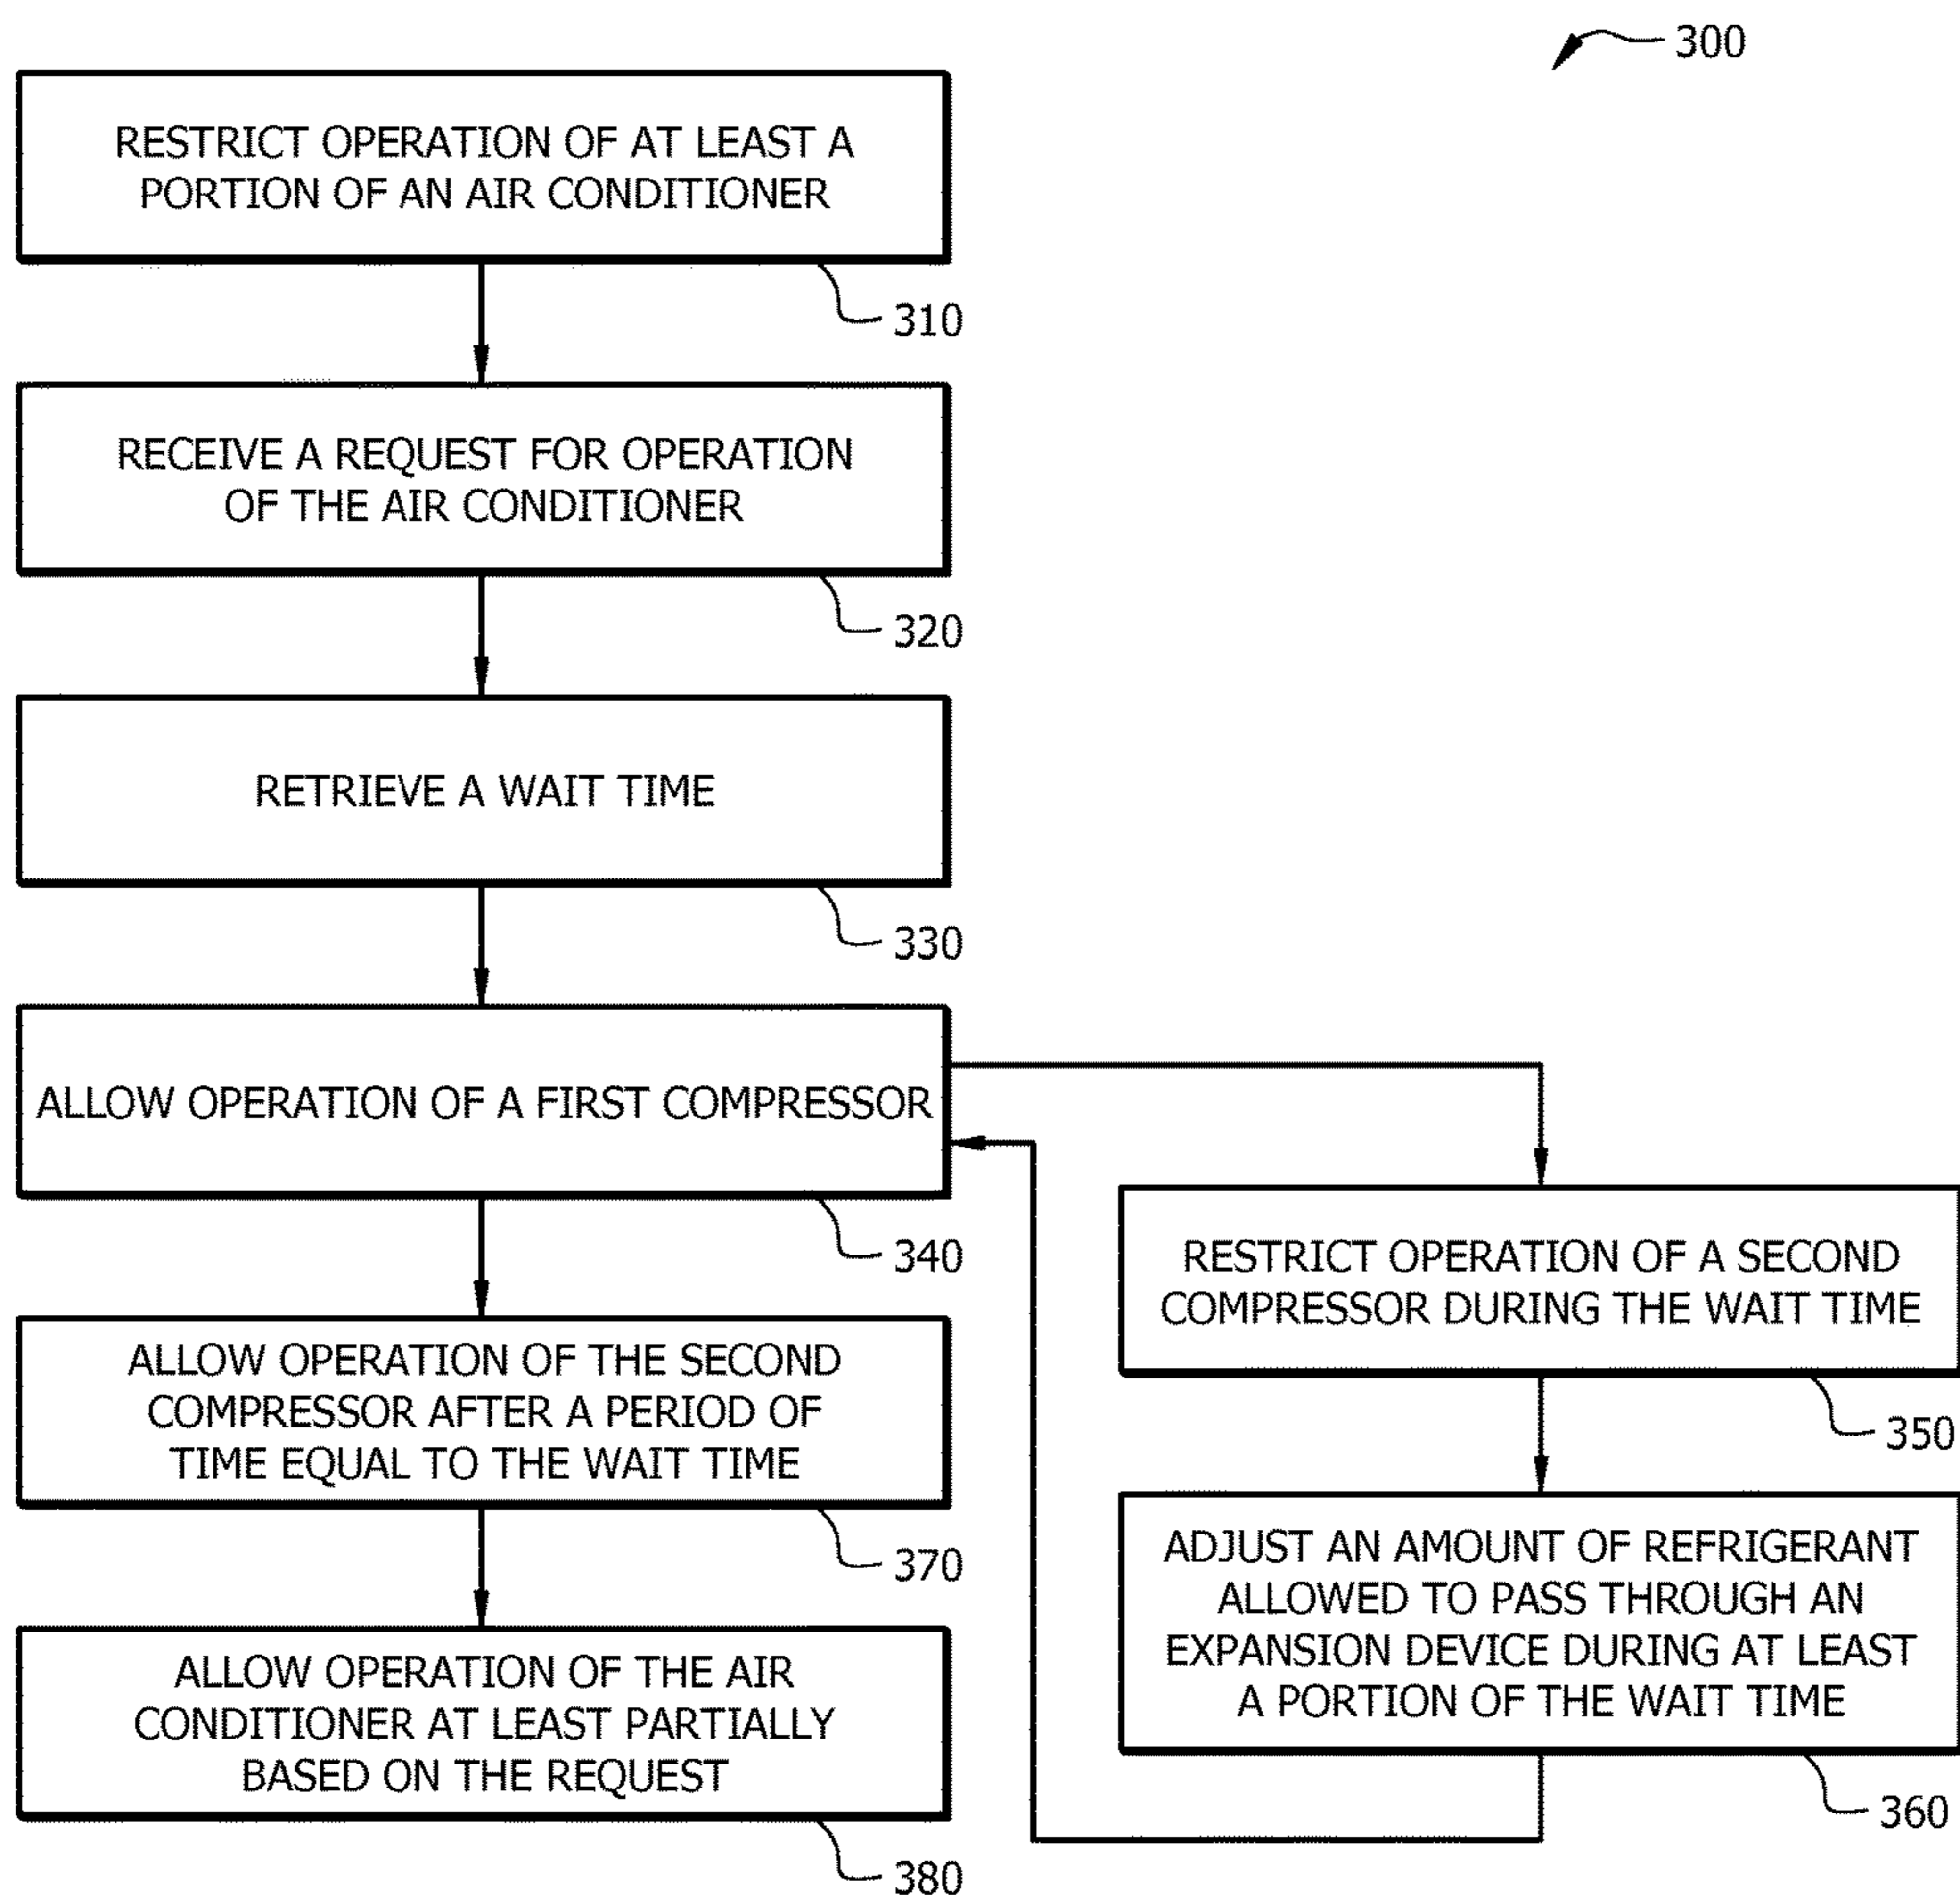 300
RESTRICT OPERATION OF AT LEAST A
PORTION OF AN AIR CONDITIONER
310
RECEIVE A REQUEST FOR OPERATION
OF THE AIR CONDITIONER
320
RETRIEVE A WAIT TIME
330
ALLOW OPERATION OF A FIRST COMPRESSOR
340
RESTRICT OPERATION OF A SECOND
COMPRESSOR DURING THE WAIT TIME
350
ADJUST AN AMOUNT OF REFRIGERANT
ALLOWED TO PASS THROUGH AN
EXPANSION DEVICE DURING AT LEAST
A PORTION OF THE WAIT TIME
360
ALLOW OPERATION OF THE SECOND
COMPRESSOR AFTER A PERIOD OF
TIME EQUAL TO THE WAIT TIME
370
ALLOW OPERATION OF THE AIR
CONDITIONER AT LEAST PARTIALLY
BASED ON THE REQUEST
380